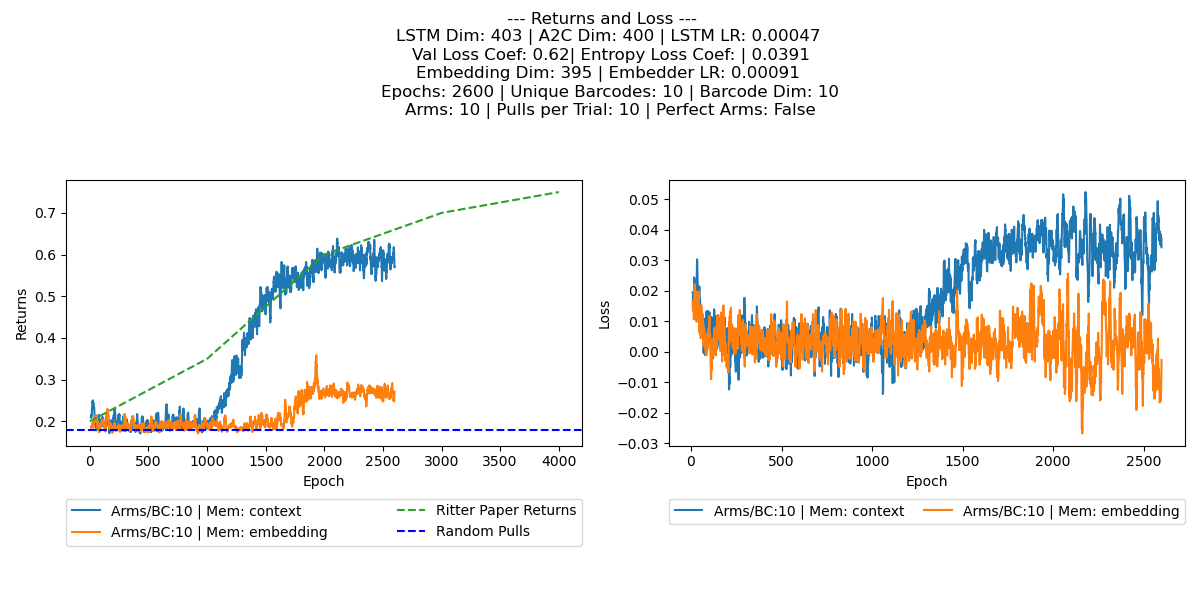 --- Returns and Loss ---
LSTM Dim: 403 | A2C Dim: 400 | LSTM LR: 0.00047
Val Loss Coef: 0.62| Entropy Loss Coef: | 0.0391
Embedding Dim: 395 | Embedder LR: 0.00091
Epochs: 2600 | Unique Barcodes: 10 | Barcode Dim: 10
Arms: 10 | Pulls per Trial: 10 | Perfect Arms: False
Returns
0.7
0.6
0.5
0.4
0.3
0.2
0 500 1000 1500 2000 2500 3000 3500 4000
Epoch
Arms/BC:10 | Mem: context
Arms/BC:10 | Mem: embedding
Ritter Paper Returns
Random Pulls
Loss
0.05
0.04
0.03
0.02
0.01
0.00
−0.01
−0.02
−0.03
0 500 1000 1500 2000 2500
Epoch
Arms/BC:10 | Mem: context
Arms/BC:10 | Mem: embedding